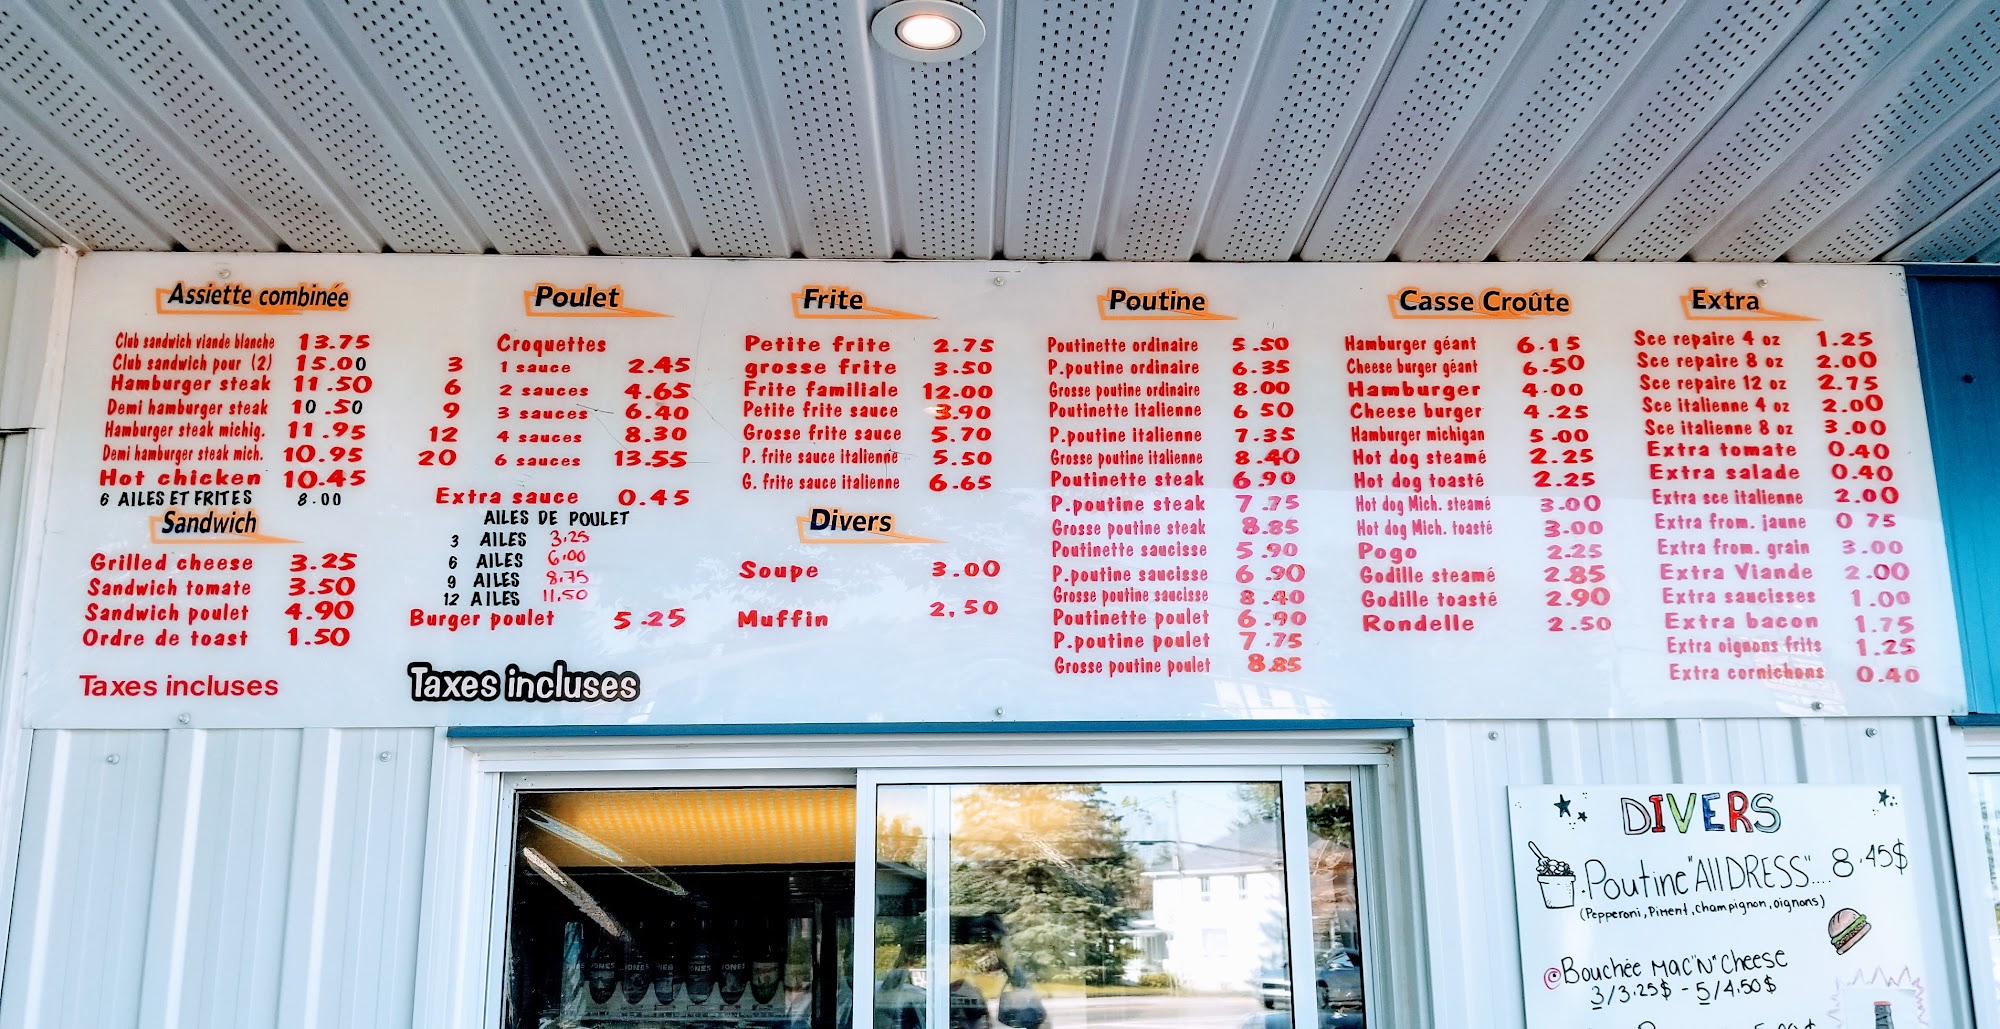 Assiette combinée
Club sandwich viande blanche 13.75
Club sandwich pour (2) 15.00
Hamburger steak 11.50
Demi hamburger steak 10.50
Hamburger steak michig. 11.95
Demi hamburger steak mich. 10.95
Hot chicken 10.45
6 AILES ET FRITES 8.00
Sandwich
Grilled cheese 3.25
Sandwich tomate 3.50
Sandwich poulet 4.90
Ordre de toast 1.50
Taxes incluses
Poulet
Croquettes
3 1 sauce 2.45
6 2 sauces 4.65
9 3 sauces 6.40
12 4 sauces 8.30
20 6 sauces 13.55
Extra sauce 0.45
AILES DE POULET
3 AILES 3.25
6 AILES 6.00
9 AILES 8.75
12 AILES 11.50
Burger poulet 5.25
Taxes incluses
Frite
Petite frite 2.75
grosse frite 3.50
Frite familiale 12.00
Petite frite sauce 3.90
Grosse frite sauce 5.70
P. frite sauce italienne 5.50
G. frite sauce italienne 6.65
Divers
Soupe 3.00
Muffin 2.50
Poutine
Poutinette ordinaire 5.50
P.poutine ordinaire 6.35
Grosse poutine ordinaire 8.00
Poutinette italienne 6 50
P.poutine italienne 7.35
Grosse poutine italienne 8.40
Poutinette steak 6.90
P.poutine steak 7.75
Grosse poutine steak 8.85
Poutinette saucisse 5.90
P.poutine saucisse 6.90
Grosse poutine saucisse 8.40
Poutinette poulet 6.90
P.poutine poulet 7.75
Grosse poutine poulet 8.85
Casse Croûte
Hamburger géant 6.15
Cheese burger géant 6.50
Hamburger 4.00
Cheese burger 4.25
Hamburger michigan 5.00
Hot dog steamé 2.25
Hot dog toasté 2.25
Hot dog Mich. steamé 3.00
Hot dog Mich. toasté 3.00
Pogo 2.25
Godille steamé 2.85
Godille toasté 2.90
Rondelle 2.50
Extra
Sce repaire 4 oz 1.25
Sce repaire 8 oz 2.00
Sce repaire 12 oz 2.75
Sce italienne 4 oz 2.00
Sce italienne 8 oz 3.00
Extra tomate 0.40
Extra salade 0.40
Extra sce italienne 2.00
Extra from. jaune 0 75
Extra from. grain 3.00
Extra Viande 2.00
Extra saucisses 1.00
Extra bacon 1.75
Extra oignons frits 1.25
Extra cornichons 0.40
DIVERS
.Poutine "All DRESS".... 8.45$
(Pepperoni, Piment, champignon, oignons)
Bouchée Mac"N"Cheese
3/3.25$ - 5/4.50$
JONES JONES JONES